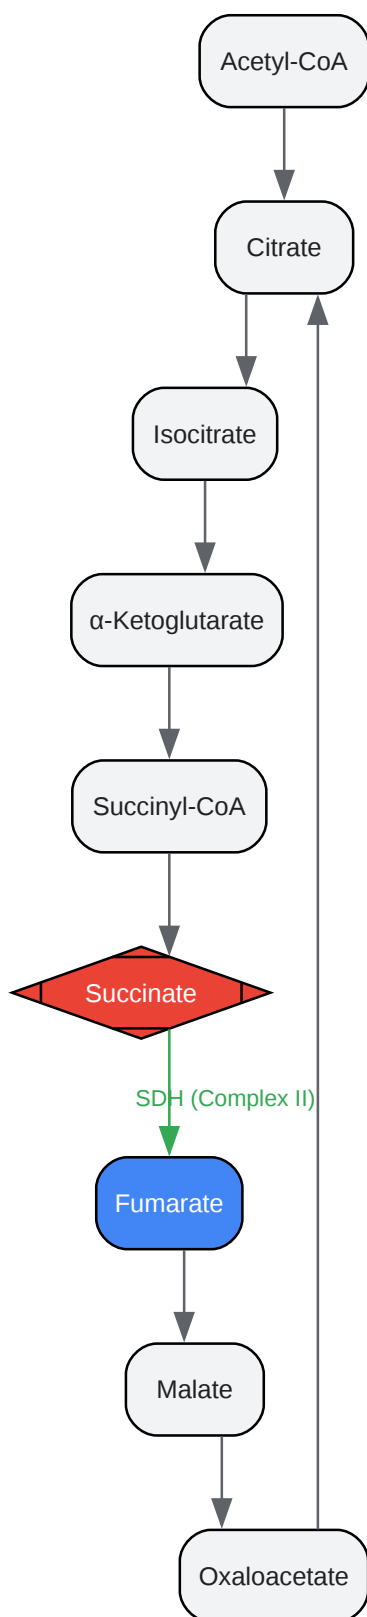 Acetyl-CoA
Citrate
Isocitrate
α-Ketoglutarate
Succinyl-CoA
Succinate
SDH (Complex II)
Fumarate
Malate
Oxaloacetate